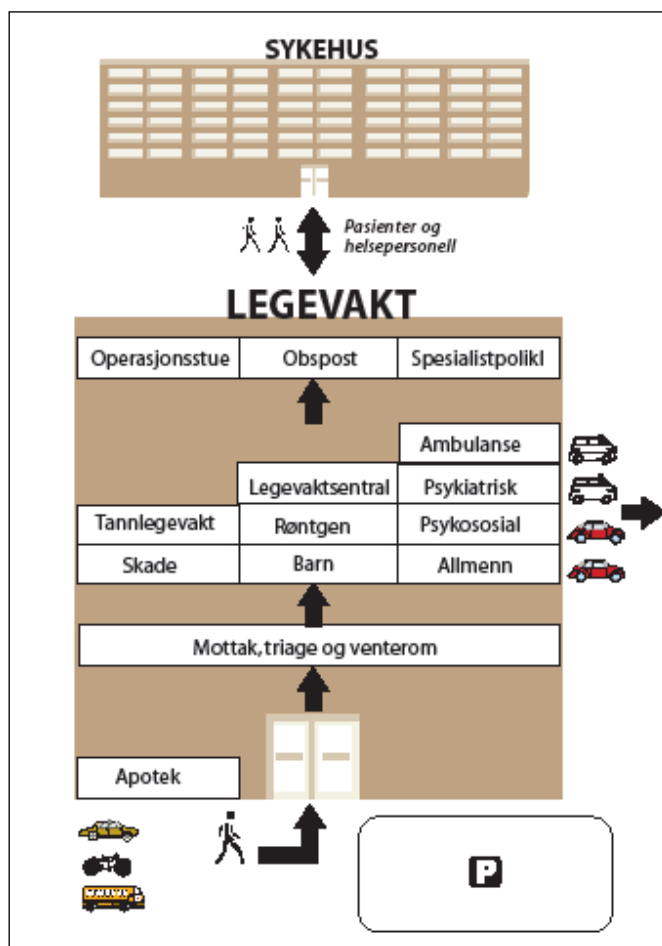 SYKEHUS
Pasienter og
helsepersonell
LEGEVAKT
Operasjonsstue
Obspost
Spesialistpolikl
Ambulanse
Legevaktsentral
Psykiatrisk
Tannlegevakt
Røntgen
Psykososial
Skade
Barn
Allmenn
Mottak, triage og venterom
Apotek
P